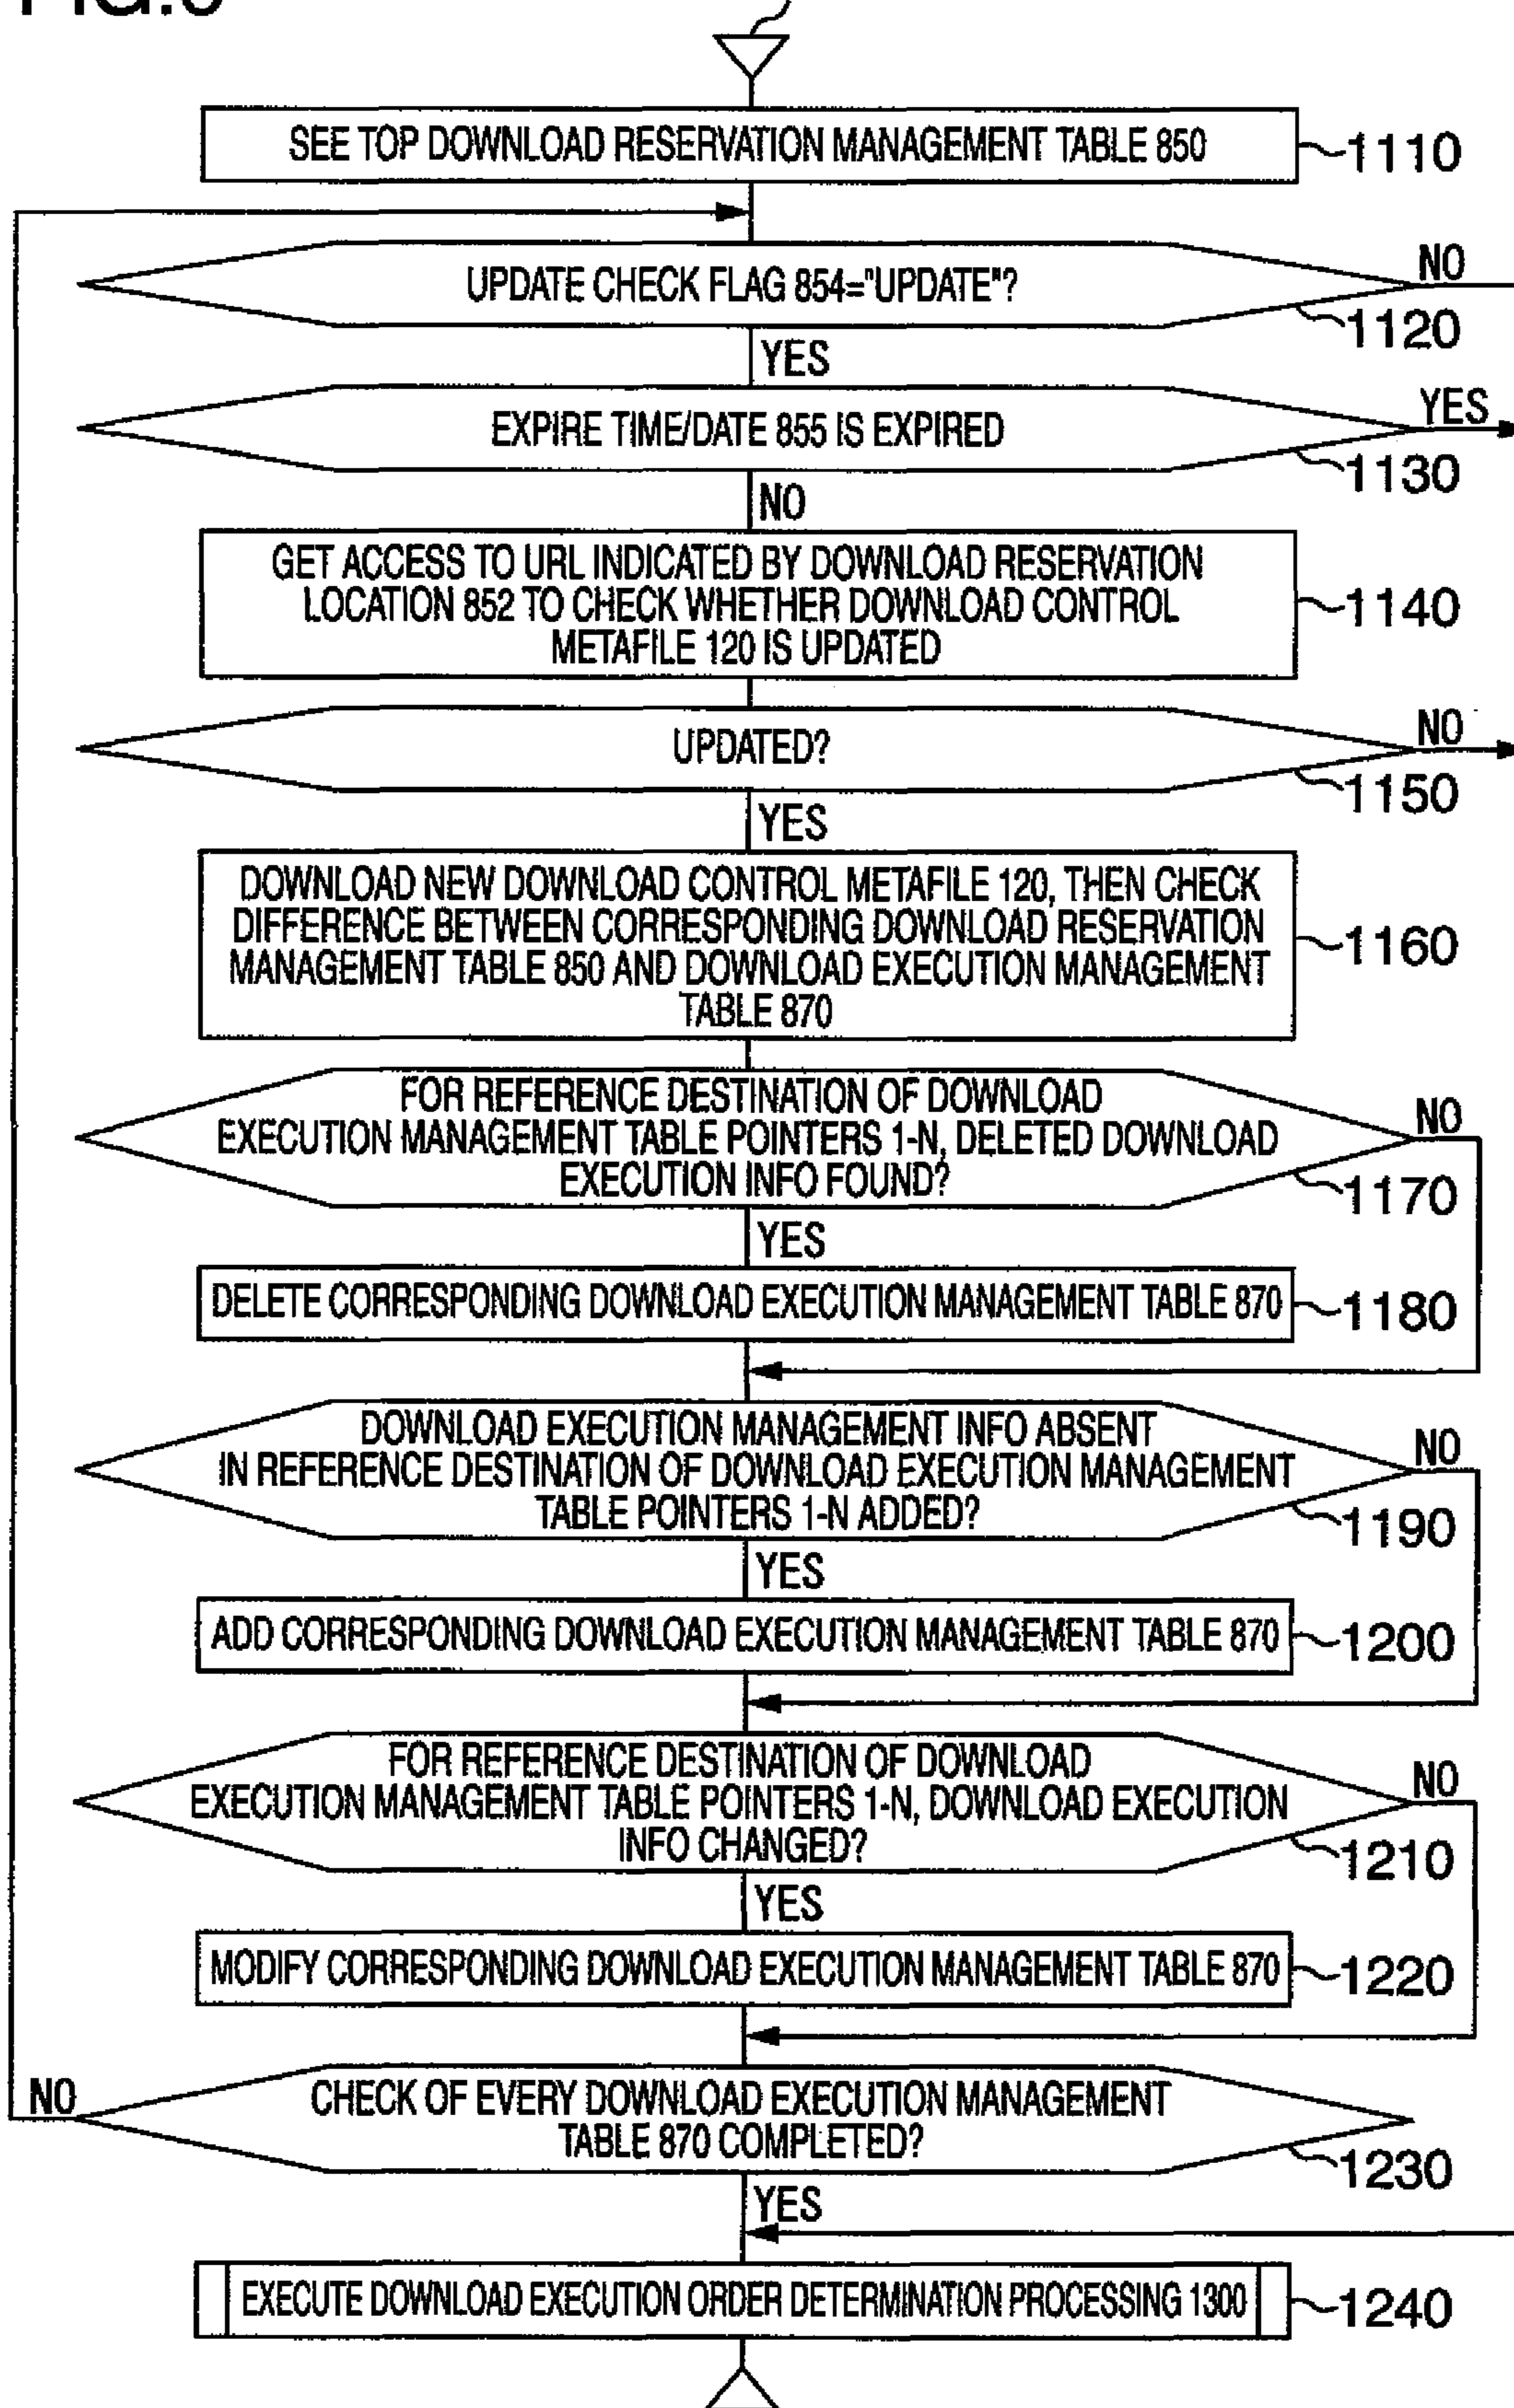 SEE TOP DOWNLOAD RESERVATION MANAGEMENT TABLE 850
1110
UPDATE CHECK FLAG 854="UPDATE"?
NO
1120
YES
EXPIRE TIME/DATE 855 IS EXPIRED
YES
1130
NO
GET ACCESS TO URL INDICATED BY DOWNLOAD RESERVATION
LOCATION 852 TO CHECK WHETHER DOWNLOAD CONTROL
METAFILE 120 IS UPDATED
1140
UPDATED?
NO
1150
YES
DOWNLOAD NEW DOWNLOAD CONTROL METAFILE 120, THEN CHECK
DIFFERENCE BETWEEN CORRESPONDING DOWNLOAD RESERVATION
MANAGEMENT TABLE 850 AND DOWNLOAD EXECUTION MANAGEMENT
TABLE 870
1160
FOR REFERENCE DESTINATION OF DOWNLOAD
EXECUTION MANAGEMENT TABLE POINTERS 1-N, DELETED DOWNLOAD
EXECUTION INFO FOUND?
NO
1170
YES
DELETE CORRESPONDING DOWNLOAD EXECUTION MANAGEMENT TABLE 870
1180
DOWNLOAD EXECUTION MANAGEMENT INFO ABSENT
IN REFERENCE DESTINATION OF DOWNLOAD EXECUTION MANAGEMENT
TABLE POINTERS 1-N ADDED?
NO
1190
YES
ADD CORRESPONDING DOWNLOAD EXECUTION MANAGEMENT TABLE 870
1200
FOR REFERENCE DESTINATION OF DOWNLOAD
EXECUTION MANAGEMENT TABLE POINTERS 1-N, DOWNLOAD EXECUTION
INFO CHANGED?
NO
1210
YES
MODIFY CORRESPONDING DOWNLOAD EXECUTION MANAGEMENT TABLE 870
1220
NO
CHECK OF EVERY DOWNLOAD EXECUTION MANAGEMENT
TABLE 870 COMPLETED?
1230
YES
EXECUTE DOWNLOAD EXECUTION ORDER DETERMINATION PROCESSING 1300
1240